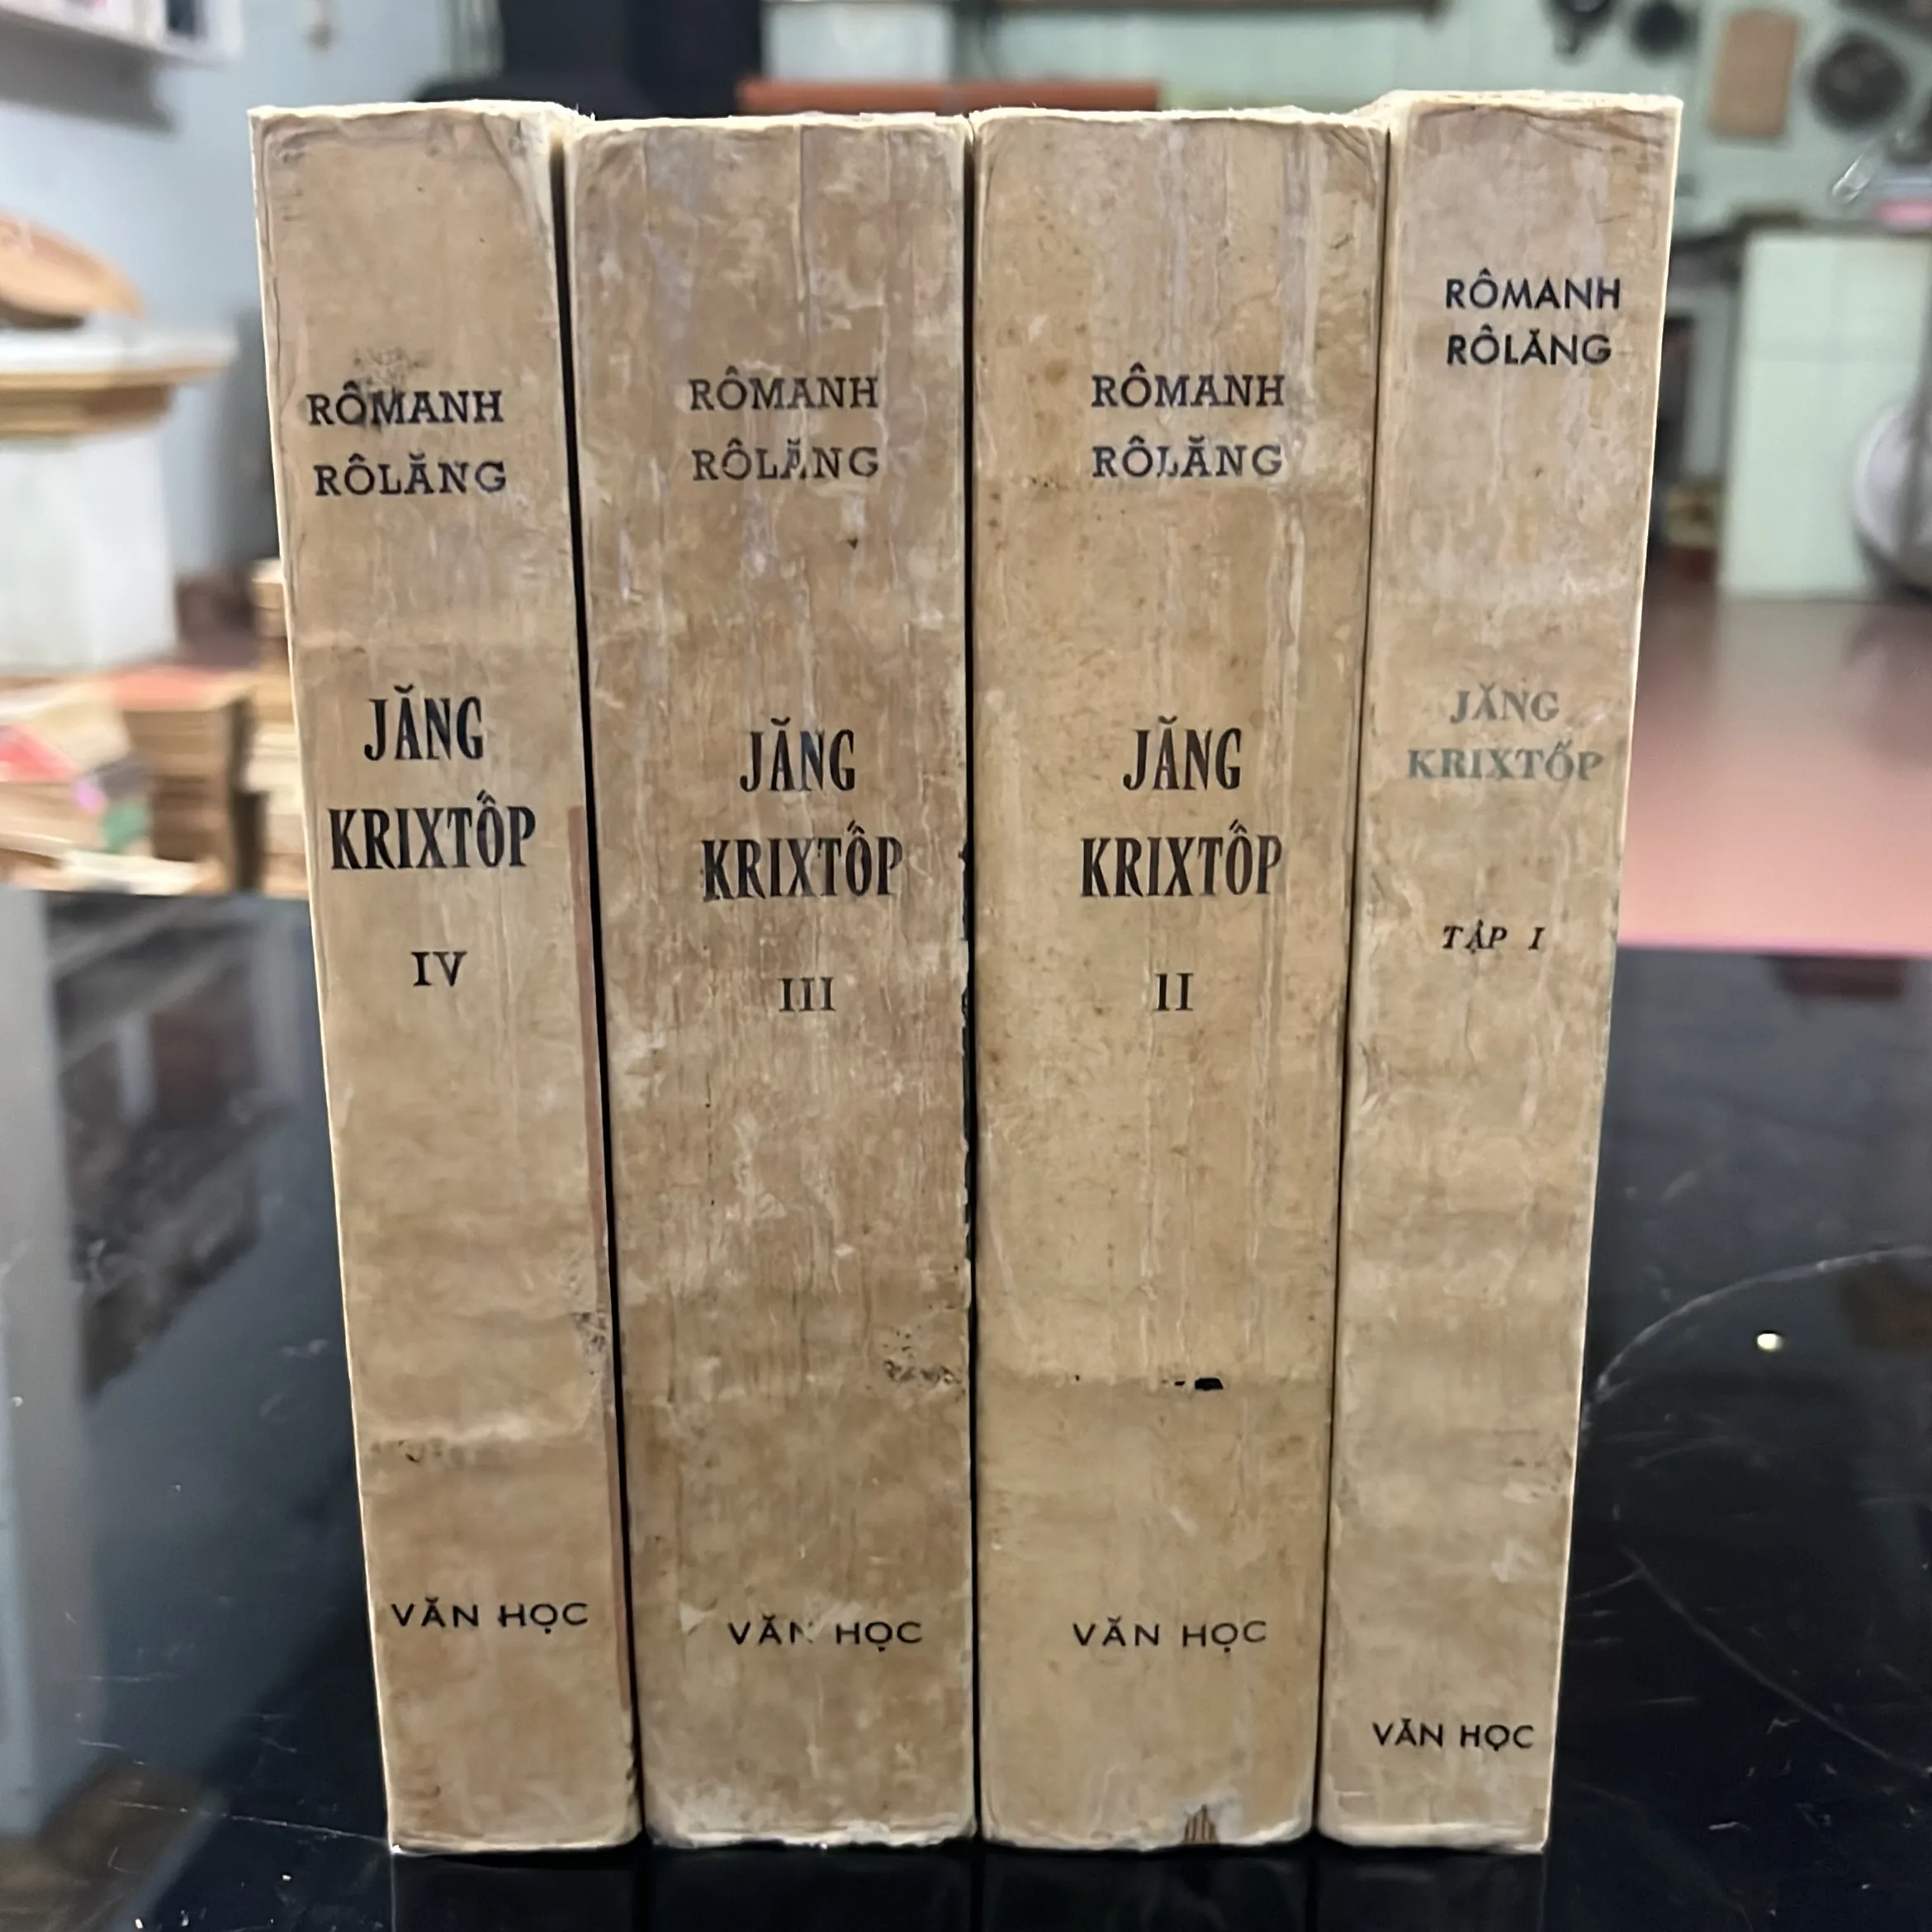 RÔMANH
RÔLĂNG
JĂNG
KRIXTỐP
IV
VĂN HỌC
RÔMANH
RÔLĂNG
JĂNG
KRIXTỐP
III
VĂN HỌC
RÔMANH
RÔLĂNG
JĂNG
KRIXTỐP
II
VĂN HỌC
RÔMANH
RÔLĂNG
JĂNG
KRIXTỐP
TẬP I
VĂN HỌC